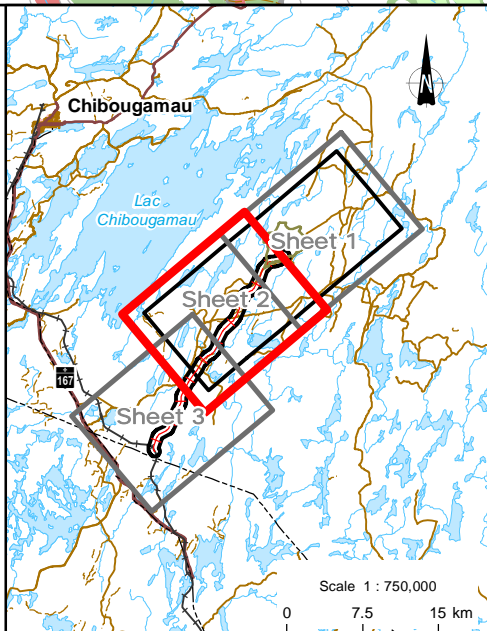 Chibougamau
N
Lac
Chibougamau
Sheet 1
Sheet 2
167
Sheet 3
Scale 1 : 750,000
0 7.5 15 km